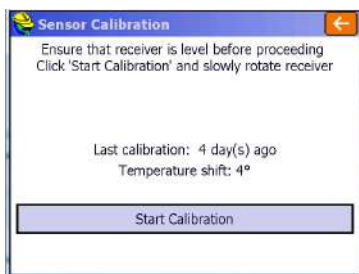 Sensor Calibration
Ensure that receiver is level before proceeding
Click 'Start Calibration' and slowly rotate receiver
Last calibration: 4 day(s) ago
Temperature shift: 4°
Start Calibration